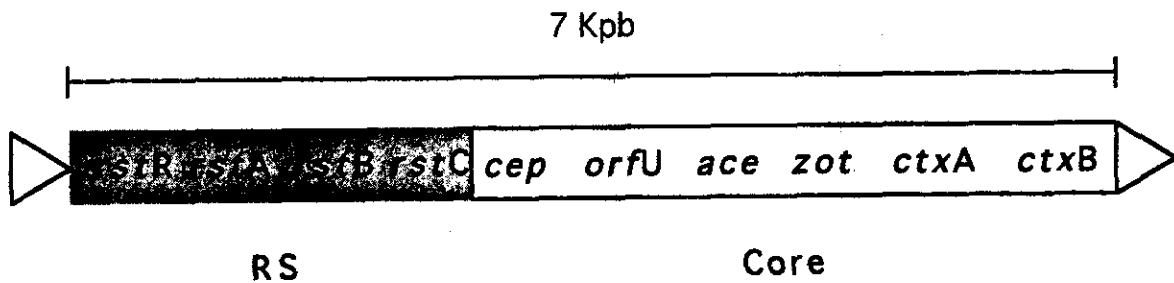 7 Kpb
rstR rstA rstB rstC cep orfU ace zot ctxA ctxB
RS Core